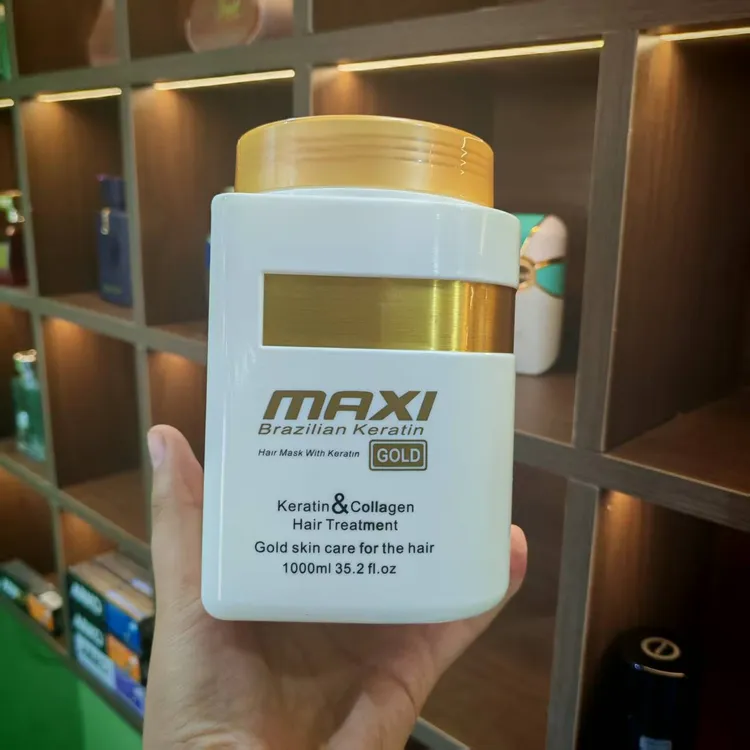 MAXI
Brazilian Keratin
Hair Mask With Keratin GOLD
Keratin & Collagen
Hair Treatment
Gold skin care for the hair
1000ml 35.2 fl.oz